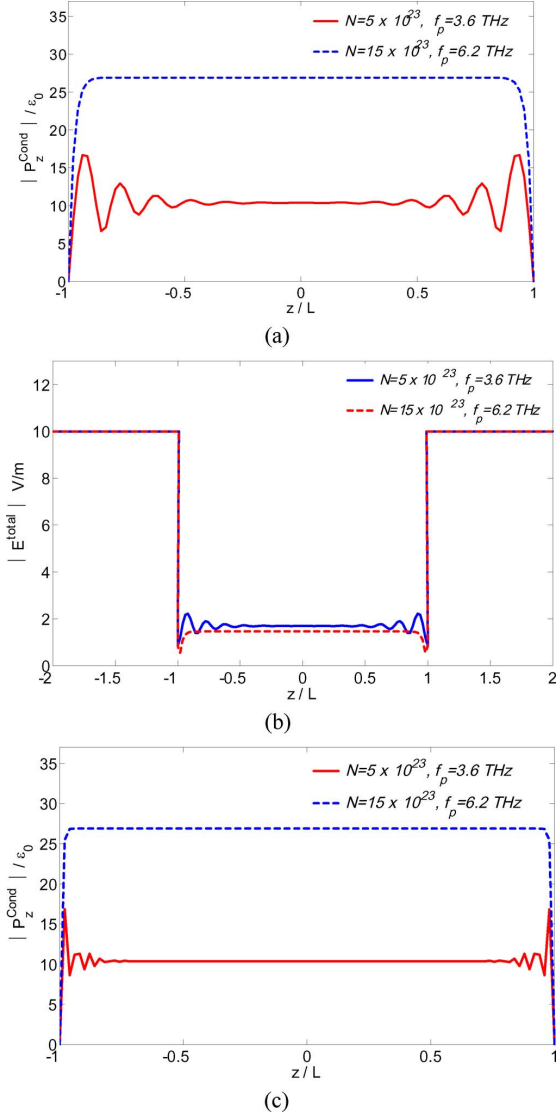 35
30
25
20
15
10
5
0
-1
-0.5
0
0.5
1
z / L
| P_z^Cond | / ε_0
N=5 x 10^23, f_p=3.6 THz
N=15 x 10^23, f_p=6.2 THz
(a)
12
10
8
6
4
2
0
-2
-1.5
-1
-0.5
0
0.5
1
1.5
2
z / L
| E^total | V/m
N=5 x 10^23, f_p=3.6 THz
N=15 x 10^23, f_p=6.2 THz
(b)
35
30
25
20
15
10
5
0
-1
-0.5
0
0.5
1
z / L
| P_z^Cond | / ε_0
N=5 x 10^23, f_p=3.6 THz
N=15 x 10^23, f_p=6.2 THz
(c)